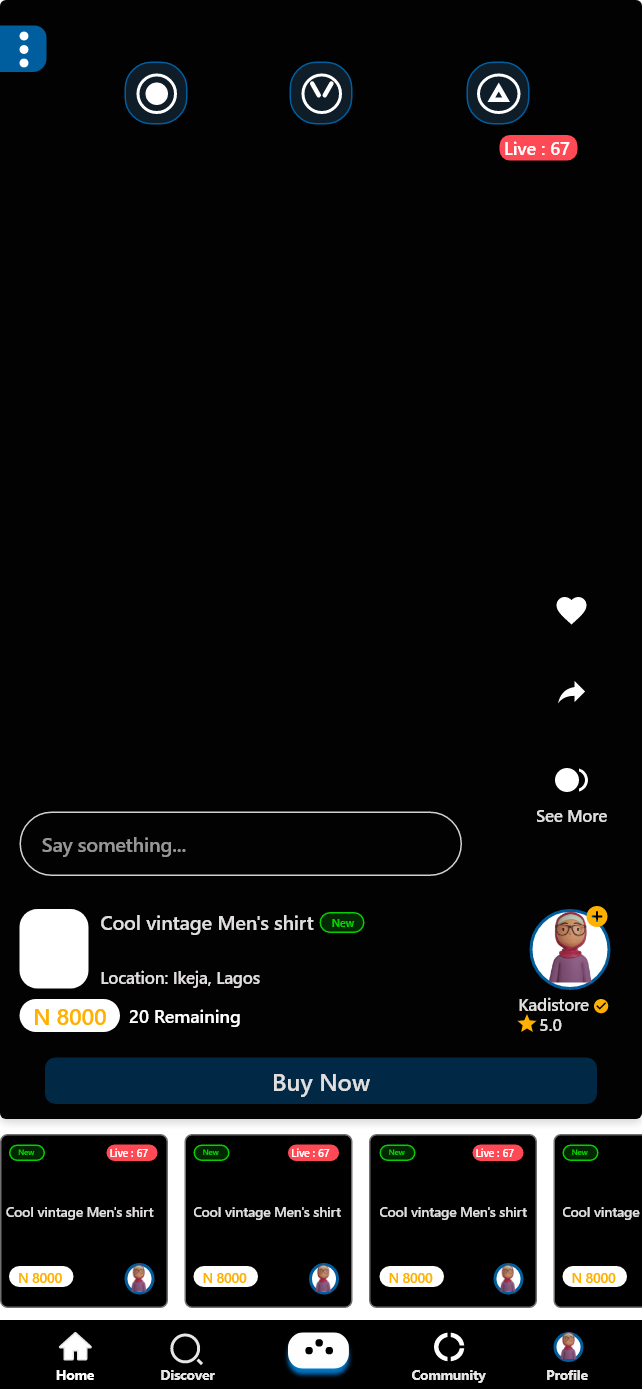 Live : 67
See More
Say something...
Cool vintage Men's shirt New
Location: Ikeja, Lagos
N 8000 20 Remaining
Kadistore
5.0
Buy Now
New Live : 67
Cool vintage Men's shirt
N 8000
New Live : 67
Cool vintage Men's shirt
N 8000
New Live : 67
Cool vintage Men's shirt
N 8000
New
Cool vintage
N 8000
Home Discover Community Profile